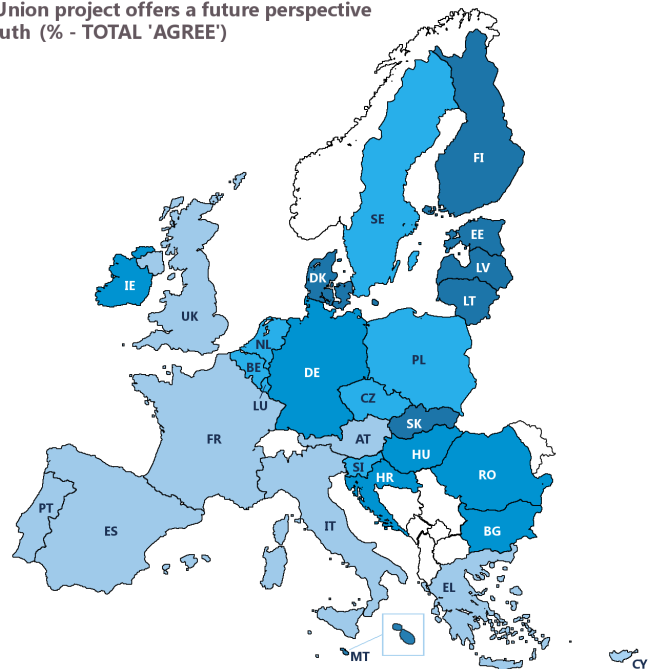 Union project offers a future perspective
uth (% - TOTAL 'AGREE')
FI
SE
EE
LV
DK
IE
LT
UK
NL
PL
BE
DE
CZ
LU
SK
FR
AT
HU
SI
RO
HR
PT
IT
ES
BG
EL
MT
CY